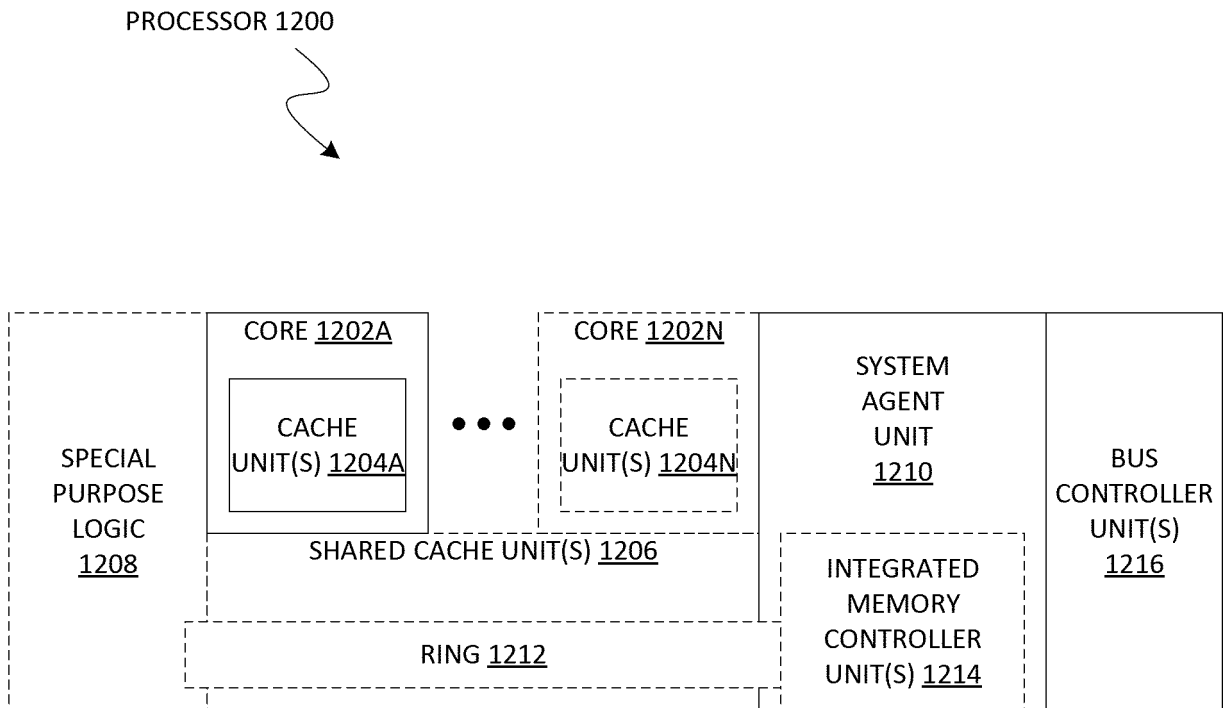 PROCESSOR 1200
CORE 1202A
CACHE
UNIT(S) 1204A
CORE 1202N
CACHE
UNIT(S) 1204N
SPECIAL
PURPOSE
LOGIC
1208
SHARED CACHE UNIT(S) 1206
RING 1212
SYSTEM
AGENT
UNIT
1210
INTEGRATED
MEMORY
CONTROLLER
UNIT(S) 1214
BUS
CONTROLLER
UNIT(S)
1216